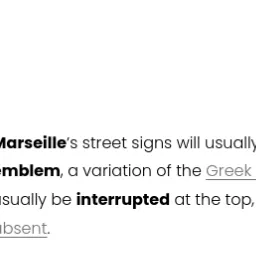 Marseille's street signs will usually
emblem, a variation of the Greek
usually be interrupted at the top,
absent.